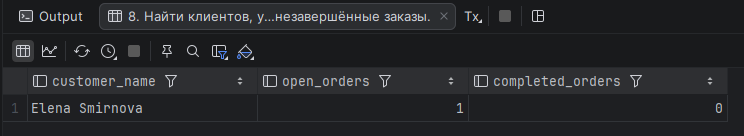 Output
8. Найти клиентов, у…незавершённые заказы.
Tx
customer_name open_orders completed_orders
1 Elena Smirnova 1 0